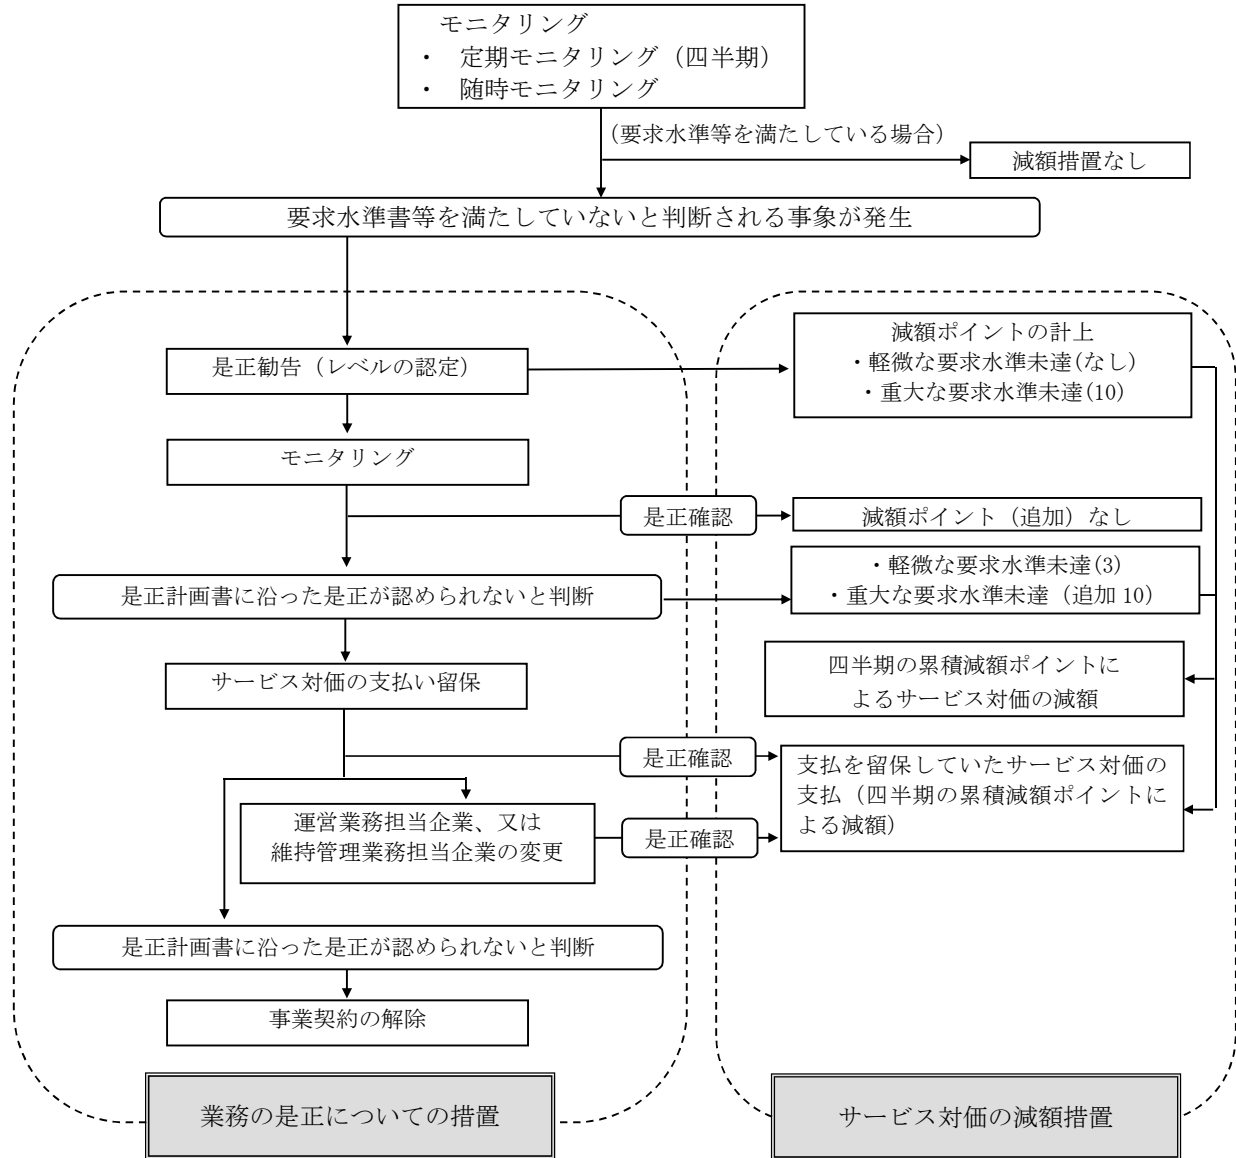 モニタリング
・ 定期モニタリング（四半期）
・ 随時モニタリング
（要求水準等を満たしている場合）
減額措置なし
要求水準書等を満たしていないと判断される事象が発生
是正勧告（レベルの認定）
減額ポイントの計上
・軽微な要求水準未達(なし)
・重大な要求水準未達(10)
モニタリング
是正確認
減額ポイント（追加）なし
是正計画書に沿った是正が認められないと判断
・軽微な要求水準未達(3)
・重大な要求水準未達（追加 10）
サービス対価の支払い留保
四半期の累積減額ポイントに
よるサービス対価の減額
是正確認
支払を留保していたサービス対価の
支払（四半期の累積減額ポイントに
よる減額）
運営業務担当企業、又は
維持管理業務担当企業の変更
是正確認
是正計画書に沿った是正が認められないと判断
事業契約の解除
業務の是正についての措置
サービス対価の減額措置